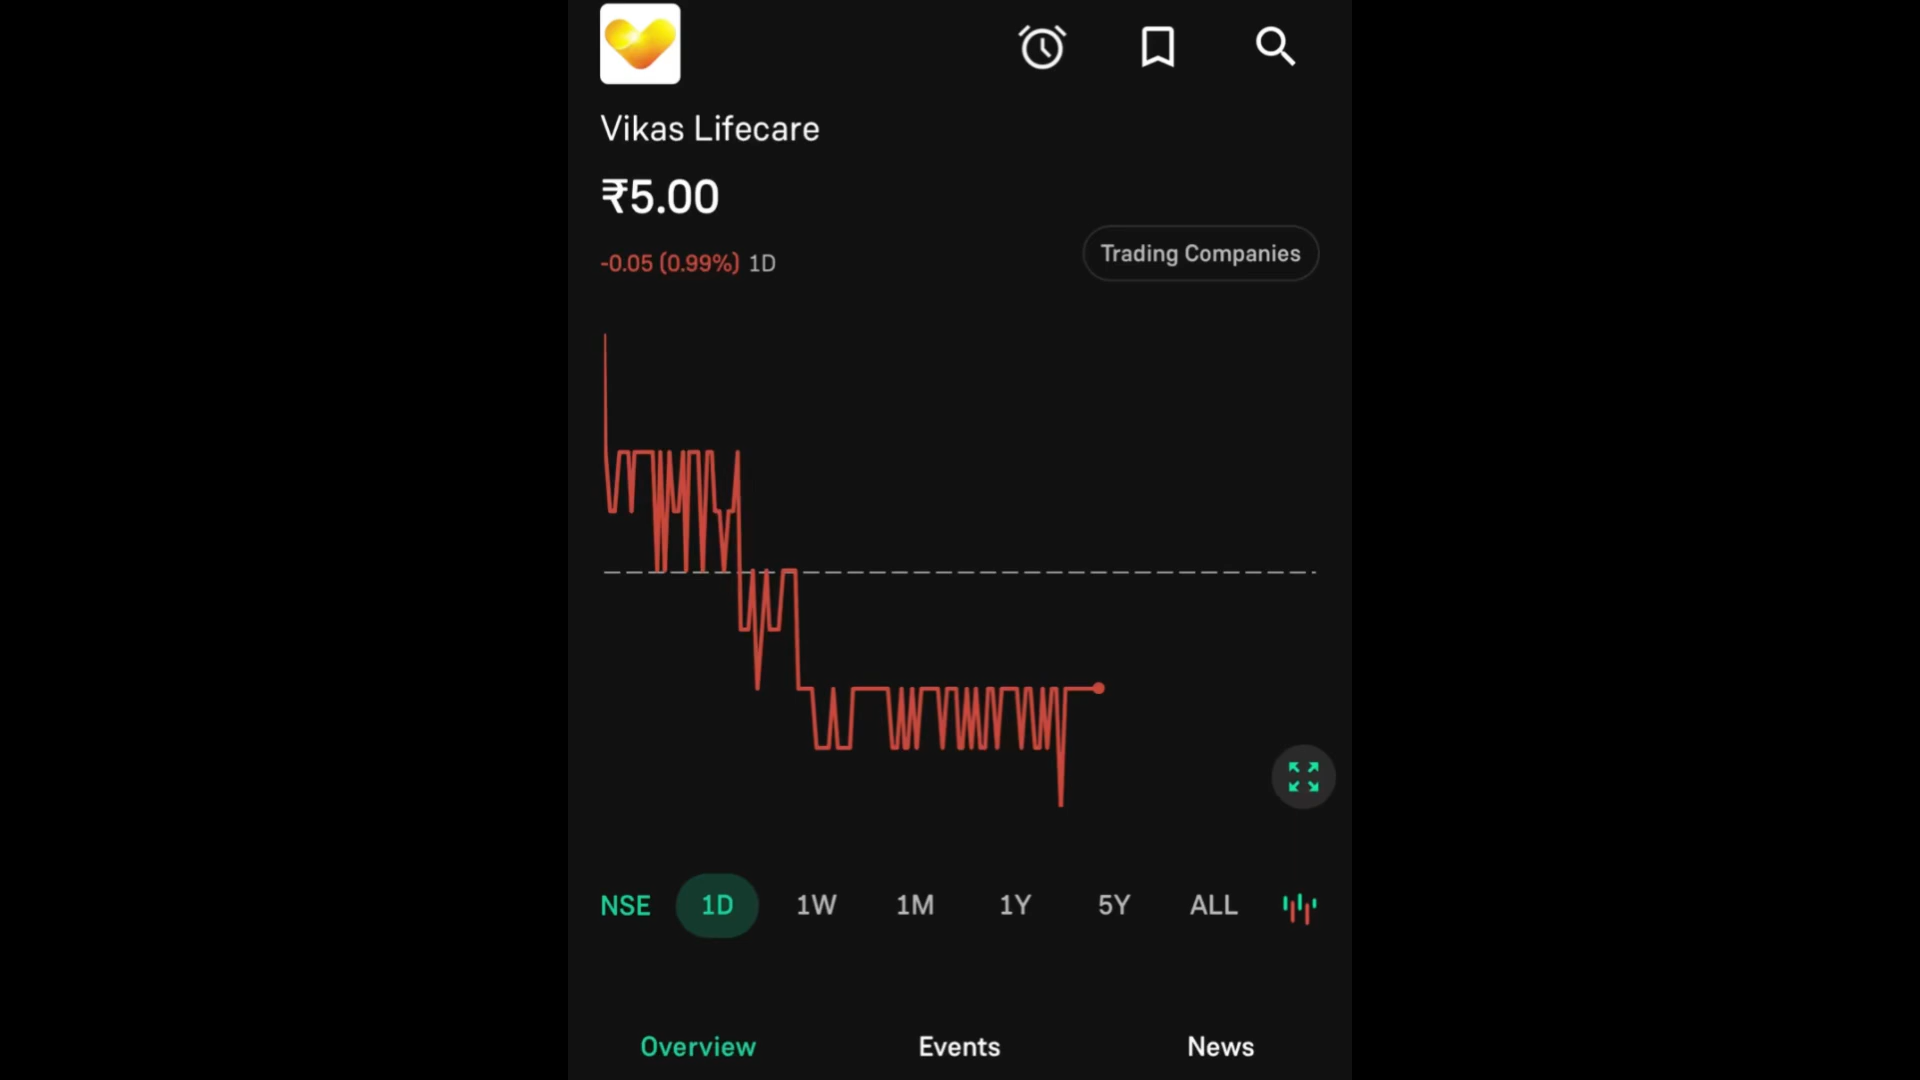 Vikas Lifecare
₹5.00
-0.05 (0.99%) 1D
Trading Companies
NSE 1D 1W 1M 1Y 5Y ALL
Overview Events News